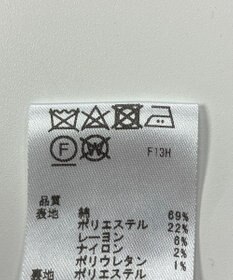 F W F13H
品質
表地 綿 69%
ポリエステル 22%
レーヨン 6%
ナイロン 2%
ポリウレタン 1%
裏地 ポリエステル